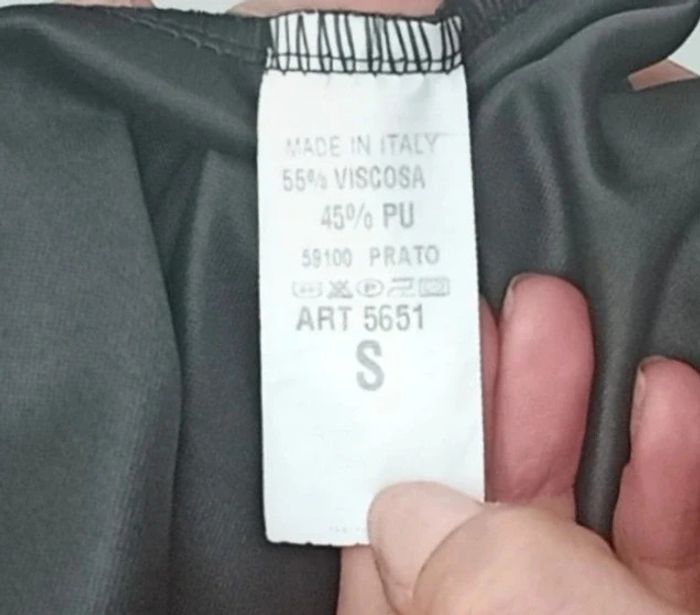 MADE IN ITALY
55% VISCOSA
45% PU
59100 PRATO
ART 5651
S